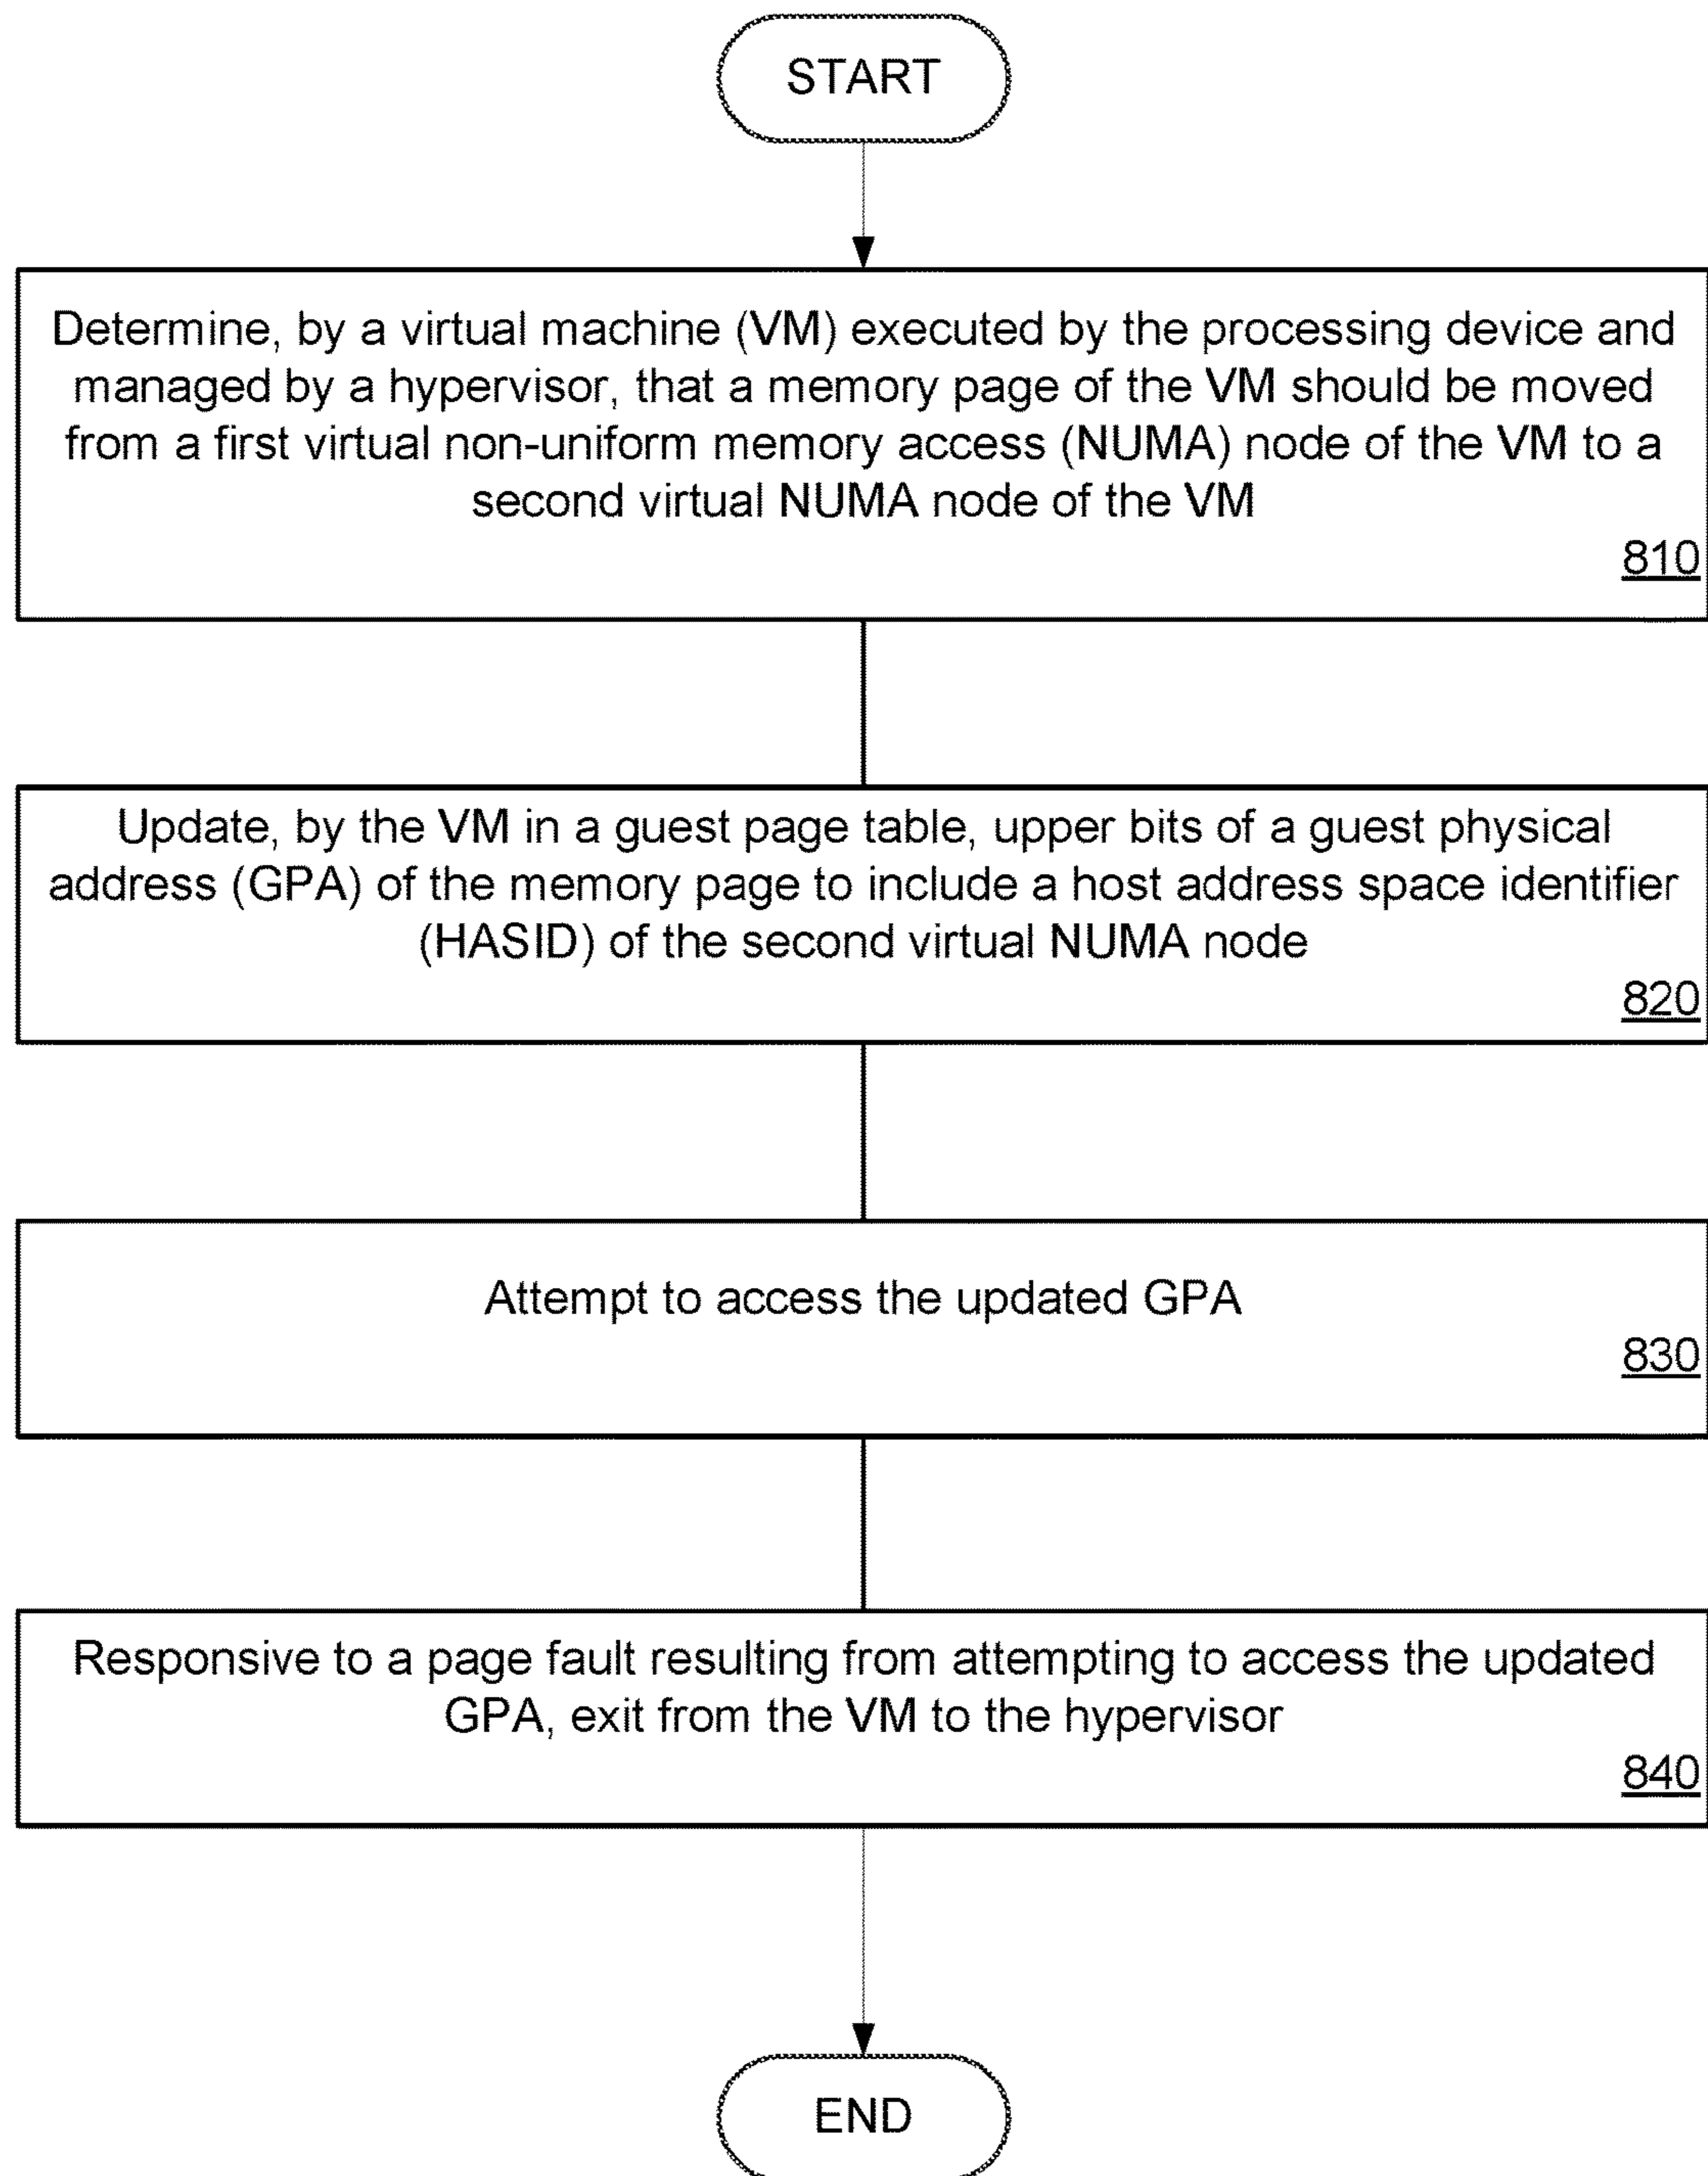 START
Determine, by a virtual machine (VM) executed by the processing device and
managed by a hypervisor, that a memory page of the VM should be moved
from a first virtual non-uniform memory access (NUMA) node of the VM to a
second virtual NUMA node of the VM
810
Update, by the VM in a guest page table, upper bits of a guest physical
address (GPA) of the memory page to include a host address space identifier
(HASID) of the second virtual NUMA node
820
Attempt to access the updated GPA
830
Responsive to a page fault resulting from attempting to access the updated
GPA, exit from the VM to the hypervisor
840
END